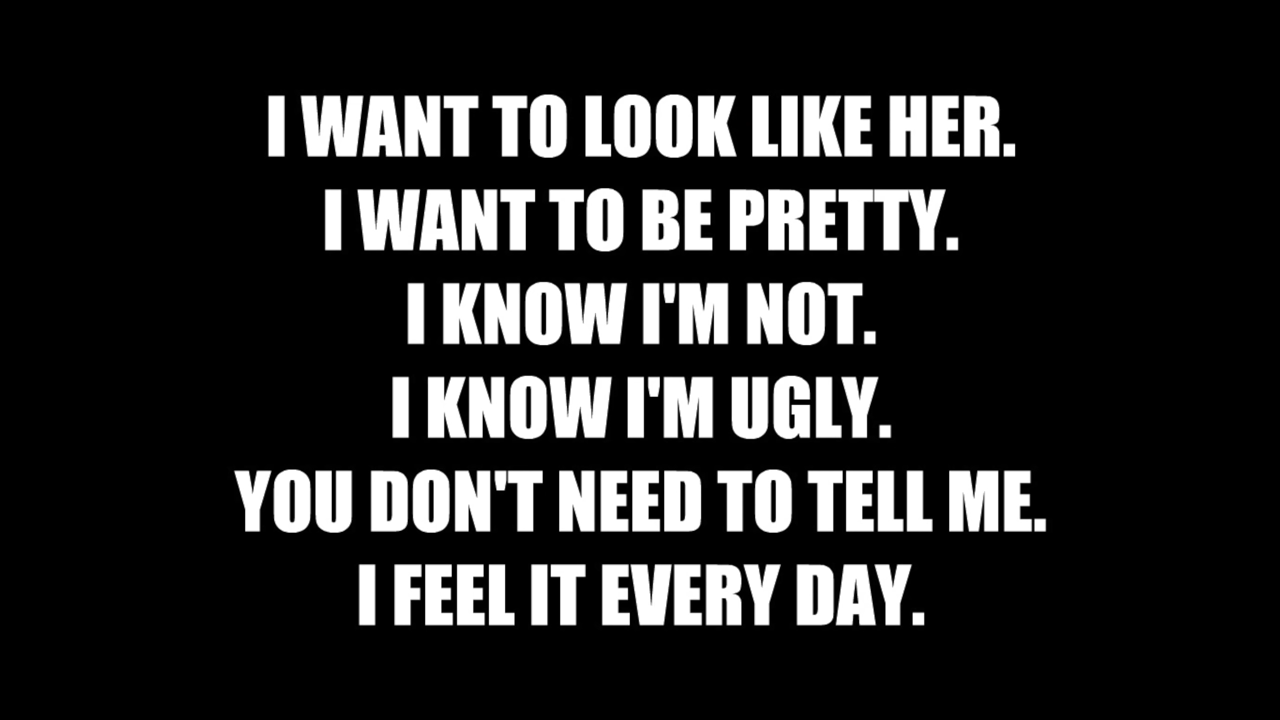 I WANT TO LOOK LIKE HER.
I WANT TO BE PRETTY.
I KNOW I'M NOT.
I KNOW I'M UGLY.
YOU DON'T NEED TO TELL ME.
I FEEL IT EVERY DAY.